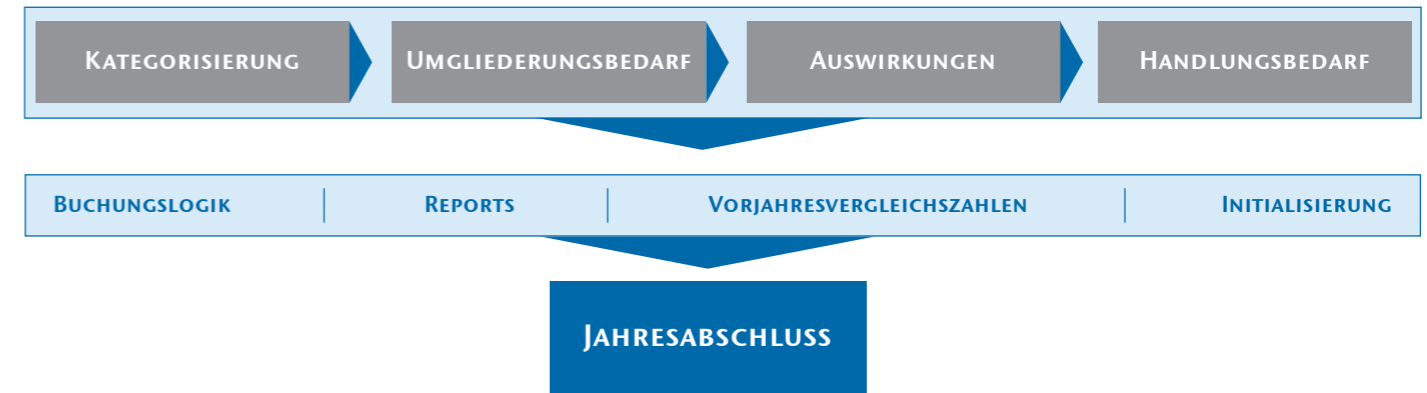 KATEGORISIERUNG UMGLIEDERUNGSBEDARF AUSWIRKUNGEN HANDLUNGSBEDARF
BUCHUNGSLOGIK REPORTS VORJAHRESVERGLEICHSZAHLEN INITIALISIERUNG
JAHRESABSCHLUSS